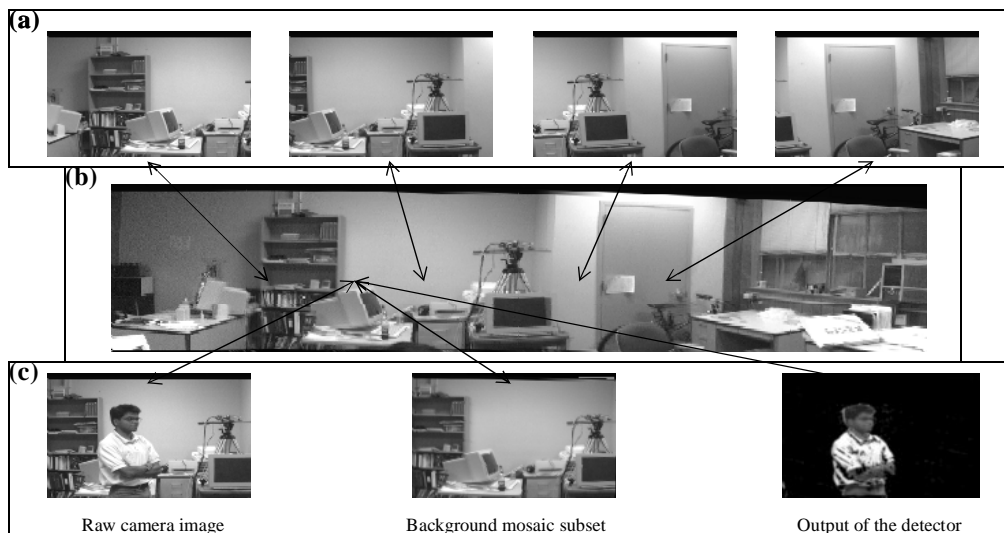 (a)
(b)
(c)
Raw camera image
Background mosaic subset
Output of the detector